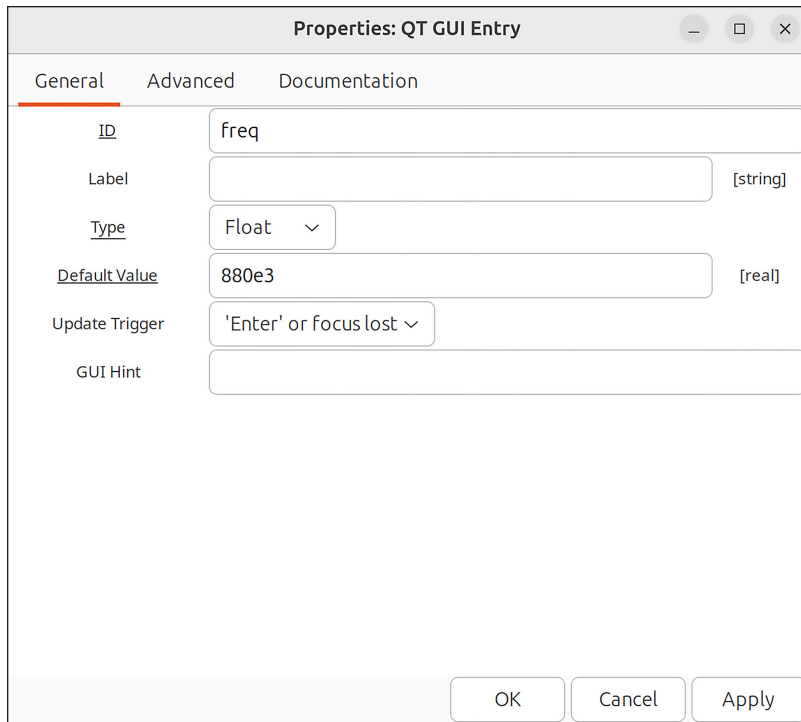 Properties: QT GUI Entry
General Advanced Documentation
ID freq
Label [string]
Type Float
Default Value 880e3 [real]
Update Trigger 'Enter' or focus lost
GUI Hint
OK Cancel Apply